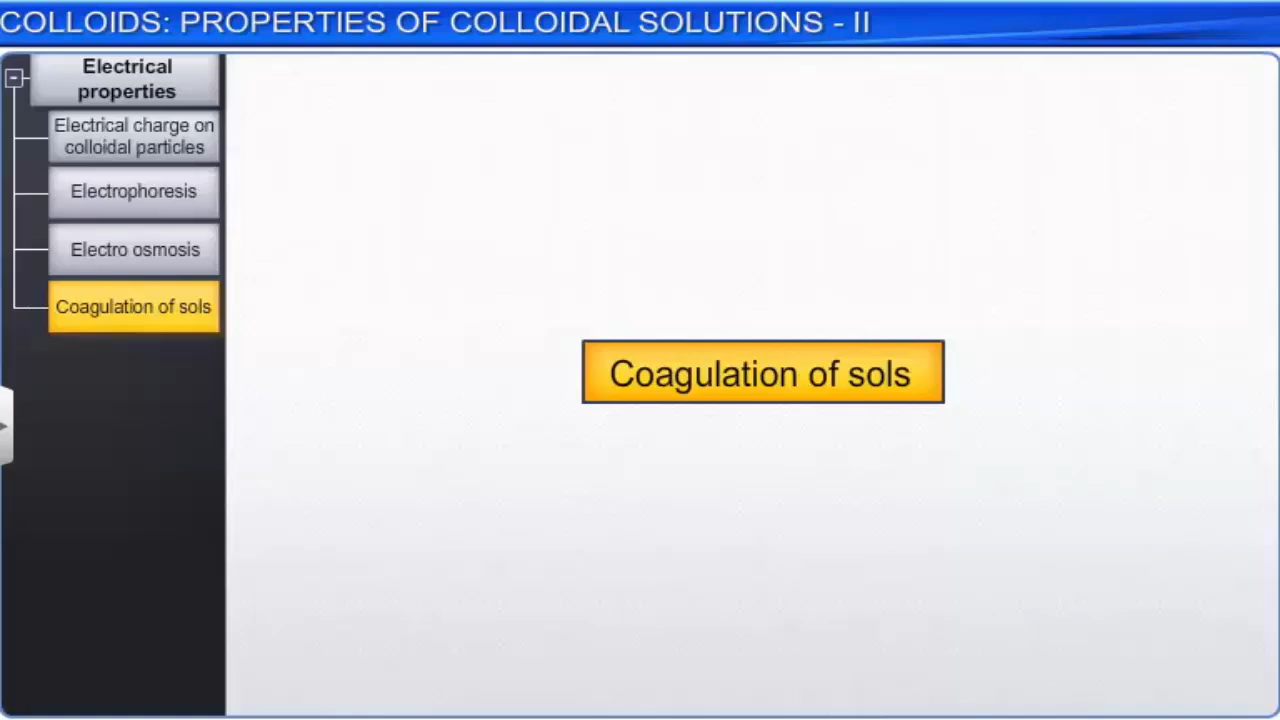 COLLOIDS: PROPERTIES OF COLLOIDAL SOLUTIONS - II
Electrical
properties
Electrical charge on
colloidal particles
Electrophoresis
Electro osmosis
Coagulation of sols
Coagulation of sols